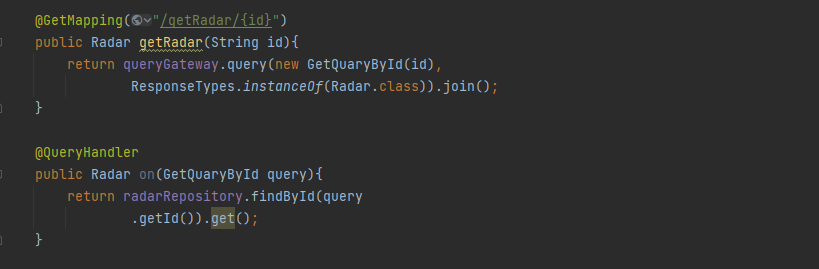 @GetMapping("/getRadar/{id}")
public Radar getRadar(String id){
return queryGateway.query(new GetQuaryById(id),
ResponseTypes.instanceOf(Radar.class)).join();
}
@QueryHandler
public Radar on(GetQuaryById query){
return radarRepository.findById(query
.getId()).get();
}